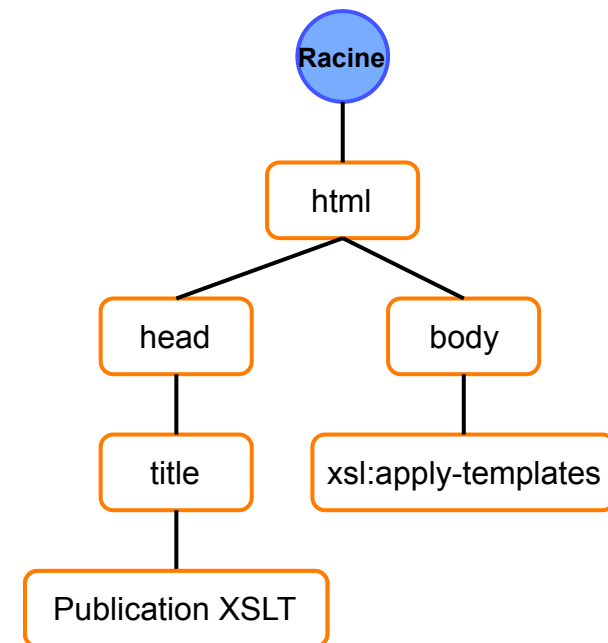 Racine
html
head
body
title
xsl:apply-templates
Publication XSLT